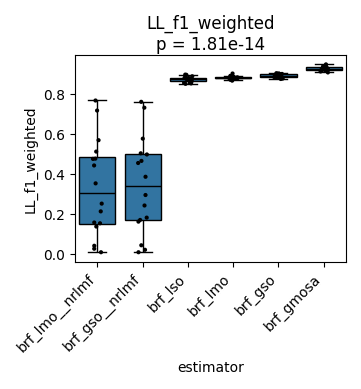 LL_f1_weighted
p = 1.81e-14
LL_f1_weighted
0.8
0.6
0.4
0.2
0.0
brf_lmo__nrlmf
brf_gso__nrlmf
brf_lso
brf_lmo
brf_gso
brf_gmosa
estimator